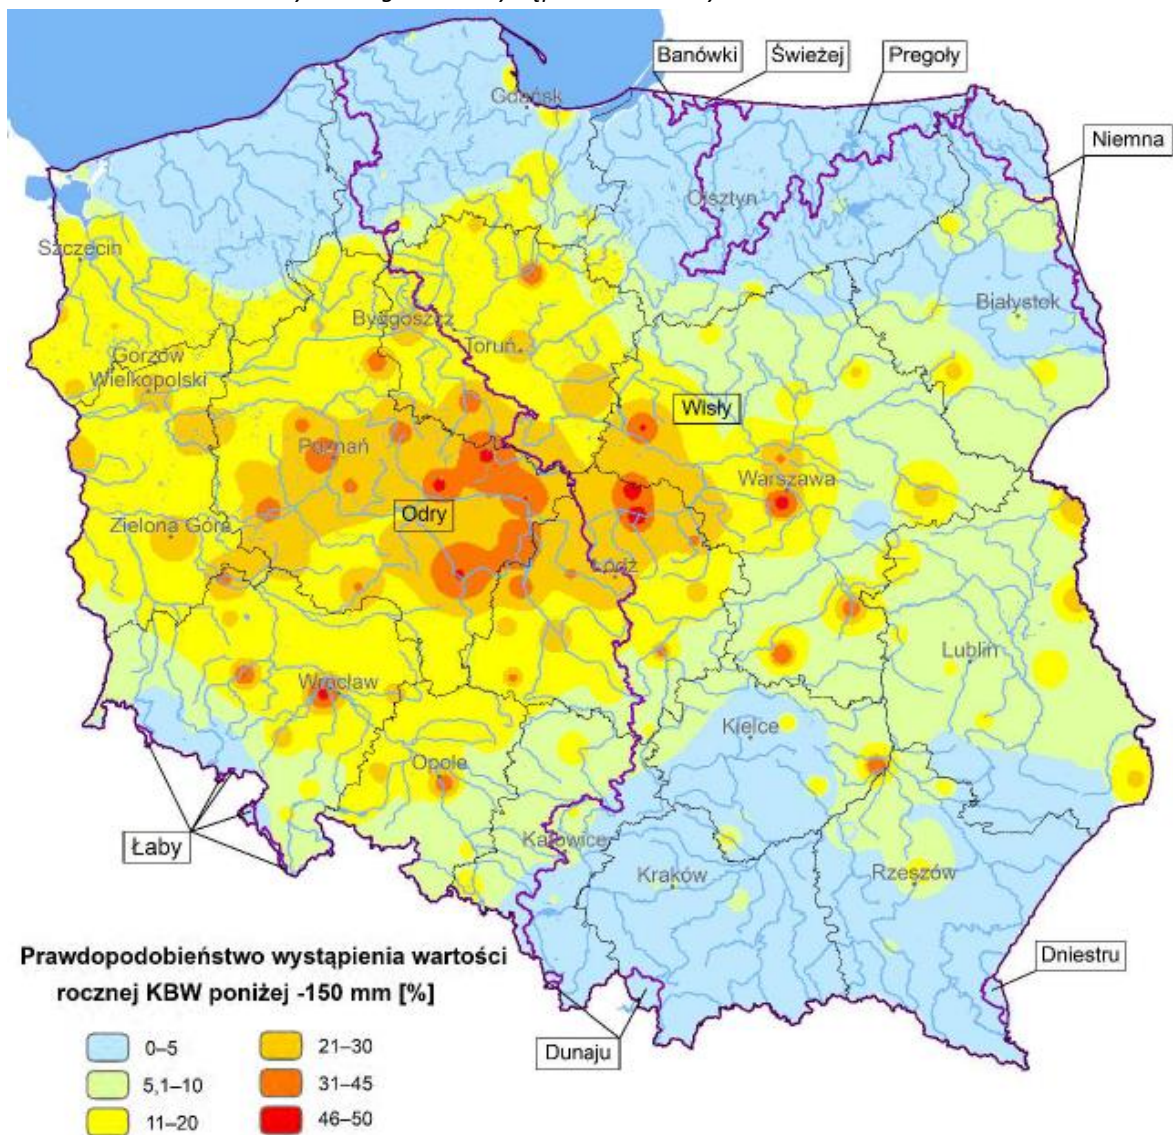 Banówki
Świeżej
Pregoły
Gdańsk
Niemna
Olsztyn
Szczecin
Białystok
Bydgoszcz
Toruń
Gorzów
Wielkopolski
Wisły
Poznań
Warszawa
Odry
Zielona Góra
Łódź
Lublin
Wrocław
Kielce
Opole
Łaby
Katowice
Kraków
Rzeszów
Prawdopodobieństwo wystąpienia wartości
rocznej KBW poniżej -150 mm [%]
Dniestru
Dunaju
0–5
21–30
5,1–10
31–45
11–20
46–50